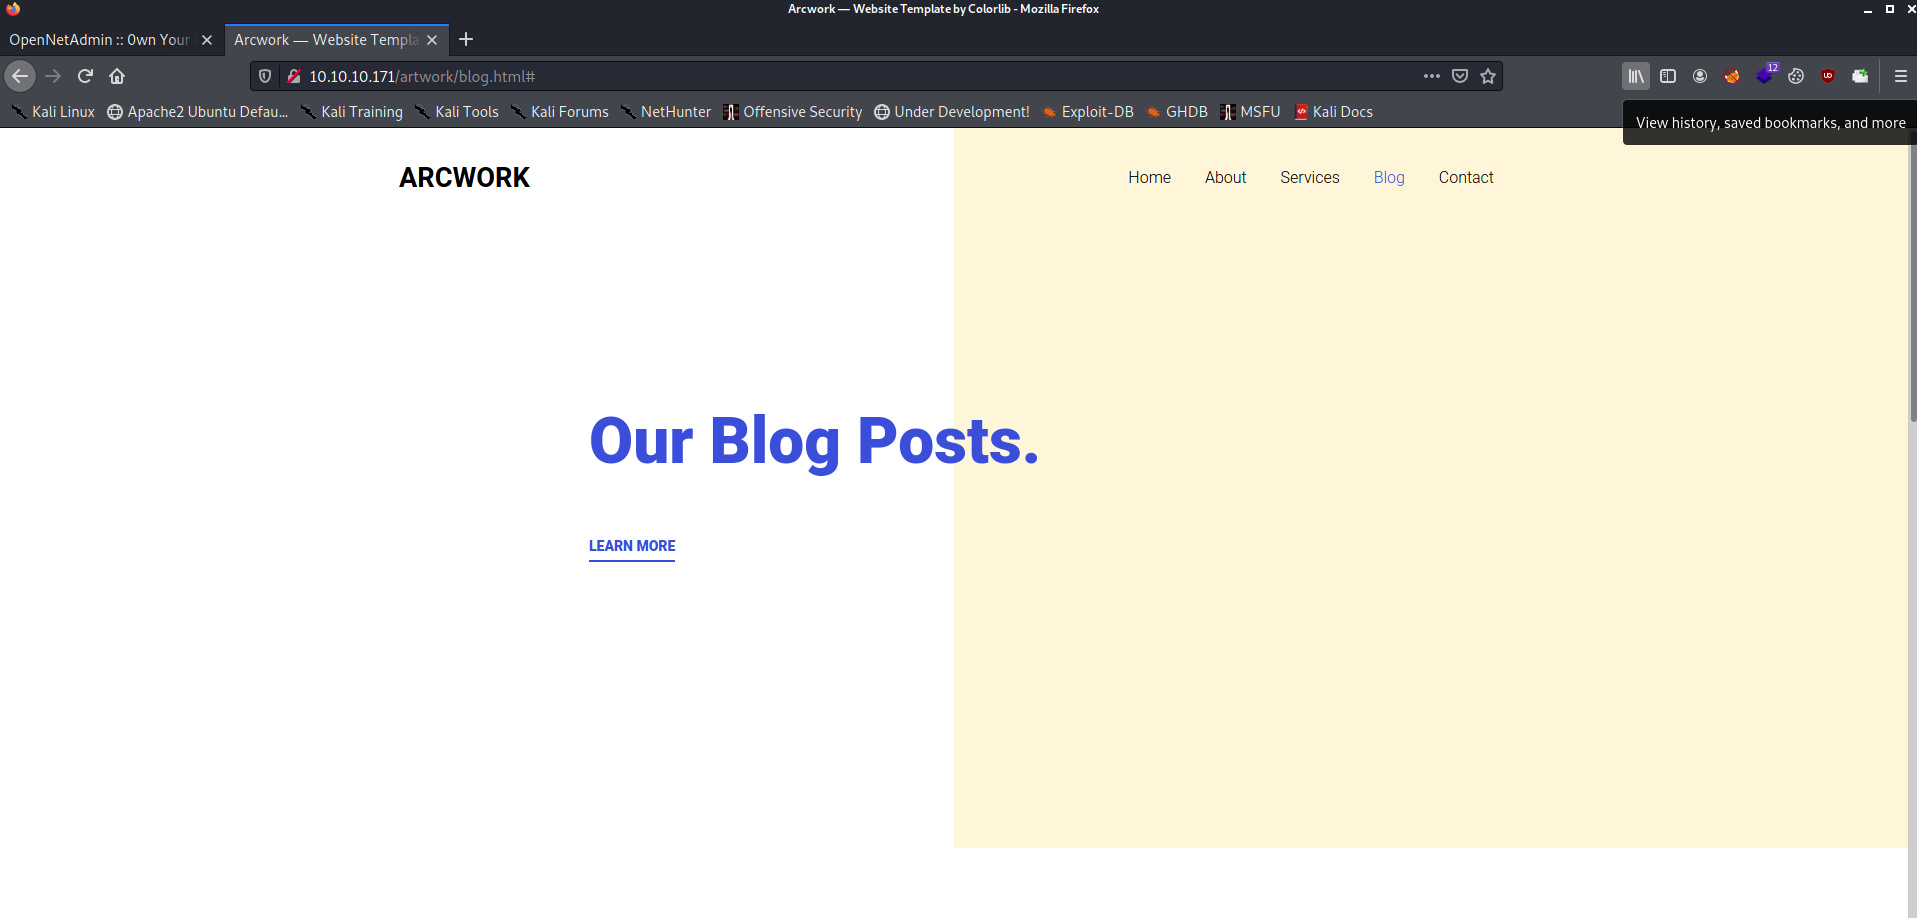 Arcwork — Website Template by Colorlib - Mozilla Firefox
OpenNetAdmin :: 0wn Your
Arcwork — Website Templa
10.10.10.171/artwork/blog.html#
12
Kali Linux
Apache2 Ubuntu Defau...
Kali Training
Kali Tools
Kali Forums
NetHunter
Offensive Security
Under Development!
Exploit-DB
GHDB
MSFU
Kali Docs
View history, saved bookmarks, and more
ARCWORK
Home
About
Services
Blog
Contact
Our Blog Posts.
LEARN MORE